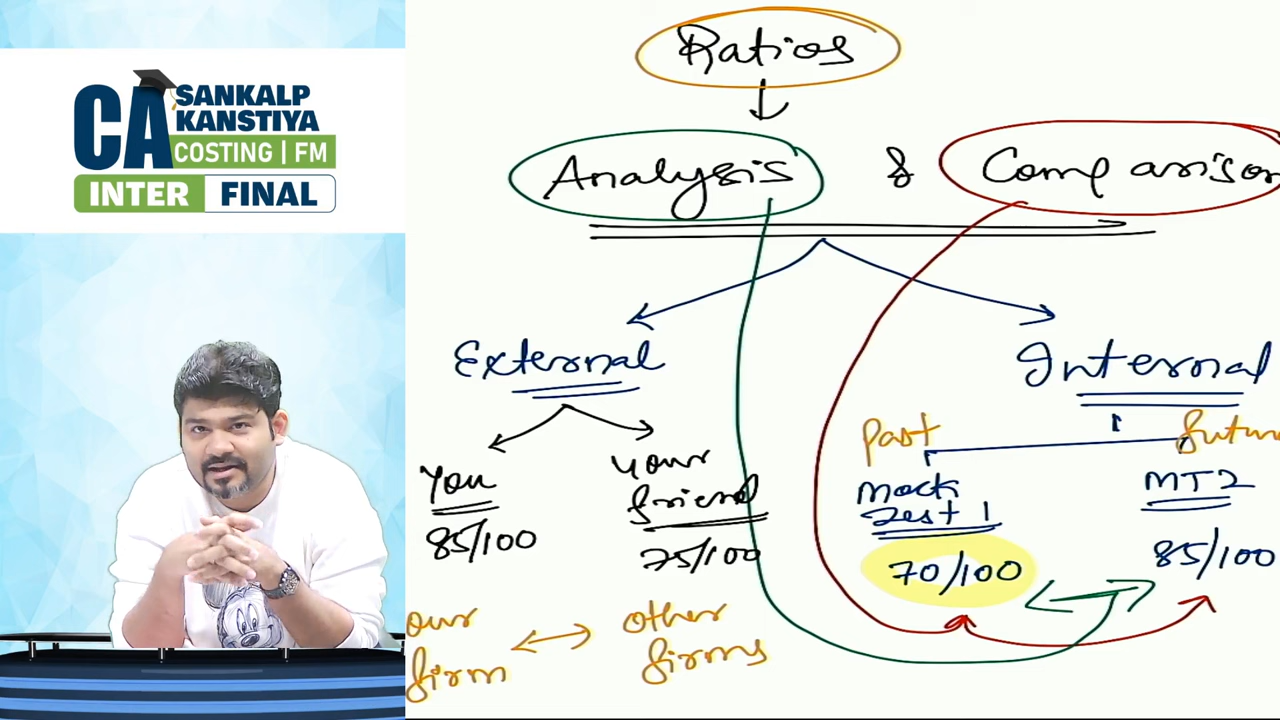 CA
SANKALP
KANSTIYA
COSTING | FM
INTER FINAL
Ratios
Analysis & Comparison
External
Internal
You
85/100
your
friend
75/100
Past
Mock
Test 1
70/100
MT2
85/100
our
firm
other
firms